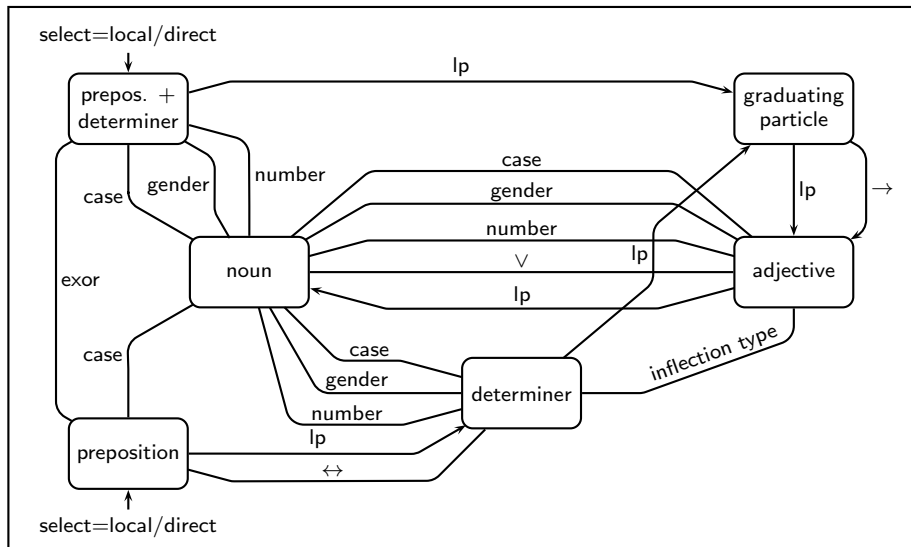 select=local/direct
lp
prepos. +
determiner
graduating
particle
case
gender
number
case
gender
lp
→
number
lp
noun
∨
adjective
exor
lp
case
case
inflection type
gender
determiner
number
lp
preposition
↔
select=local/direct